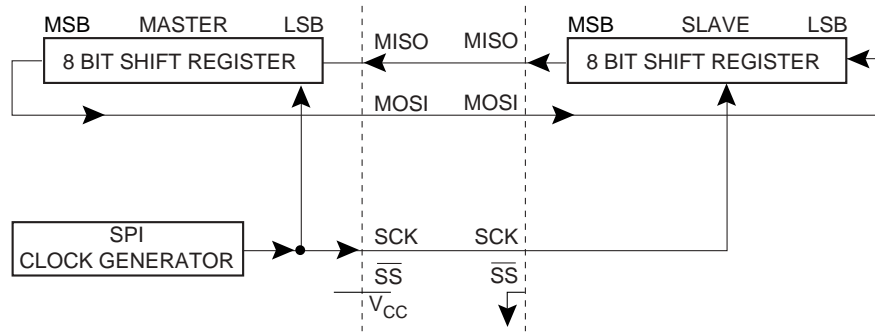 MSB MASTER LSB
8 BIT SHIFT REGISTER
MISO MISO
MSB SLAVE LSB
8 BIT SHIFT REGISTER
MOSI MOSI
SPI
CLOCK GENERATOR
SCK SCK
SS SS
VCC